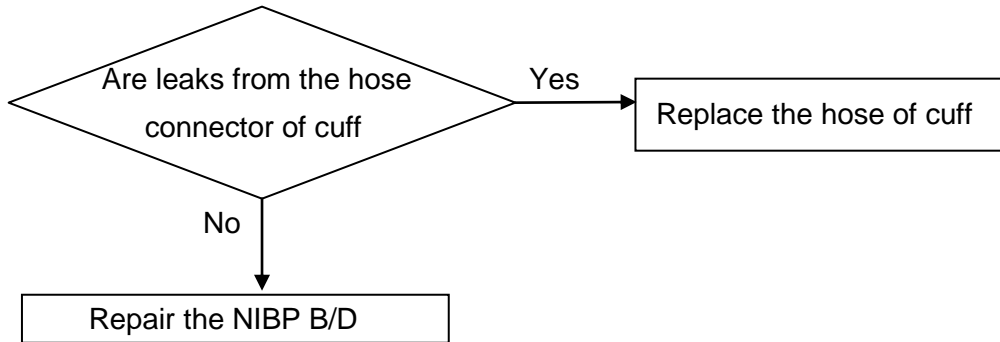 Are leaks from the hose
connector of cuff
Yes
Replace the hose of cuff
No
Repair the NIBP B/D